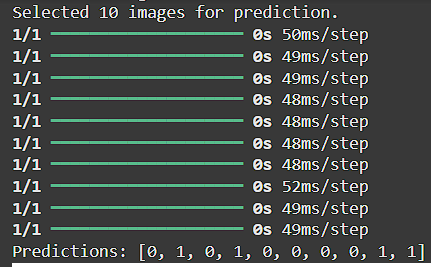 Selected 10 images for prediction.
1/1 ━━━━━━━━━━━━━━━━━━━━ 0s 50ms/step
1/1 ━━━━━━━━━━━━━━━━━━━━ 0s 49ms/step
1/1 ━━━━━━━━━━━━━━━━━━━━ 0s 49ms/step
1/1 ━━━━━━━━━━━━━━━━━━━━ 0s 48ms/step
1/1 ━━━━━━━━━━━━━━━━━━━━ 0s 48ms/step
1/1 ━━━━━━━━━━━━━━━━━━━━ 0s 48ms/step
1/1 ━━━━━━━━━━━━━━━━━━━━ 0s 48ms/step
1/1 ━━━━━━━━━━━━━━━━━━━━ 0s 52ms/step
1/1 ━━━━━━━━━━━━━━━━━━━━ 0s 49ms/step
1/1 ━━━━━━━━━━━━━━━━━━━━ 0s 49ms/step
Predictions: [0, 1, 0, 1, 0, 0, 0, 0, 1, 1]